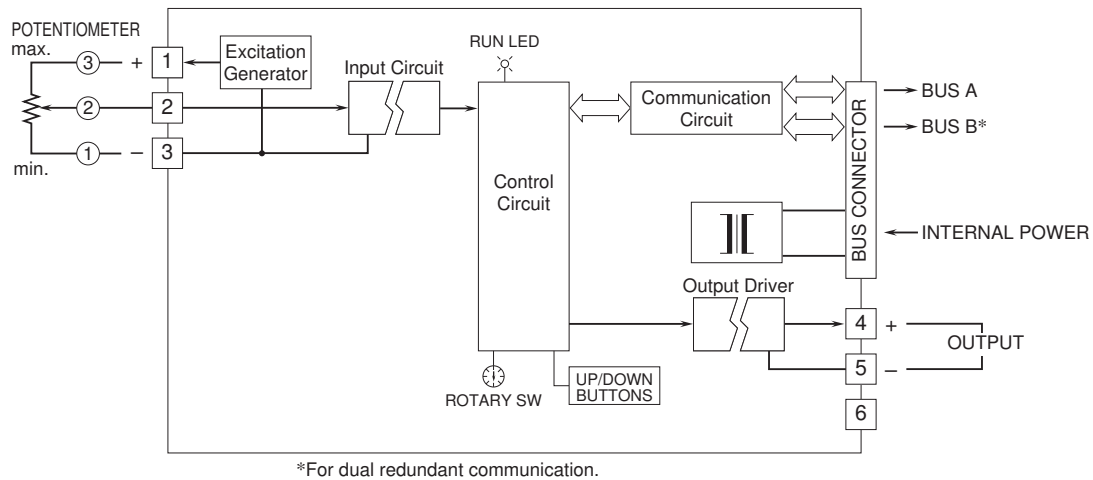 POTENTIOMETER
max.
3
+
1
2
2
1
−
3
min.
Excitation
Generator
Input Circuit
RUN LED
Control
Circuit
Communication
Circuit
BUS CONNECTOR
BUS A
BUS B*
INTERNAL POWER
Output Driver
4
+
OUTPUT
5
−
6
ROTARY SW
UP/DOWN
BUTTONS
*For dual redundant communication.